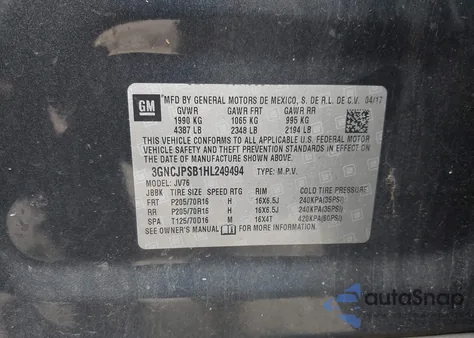 GM
MFD BY GENERAL MOTORS DE MEXICO, S. DE R.L. DE C.V. 04/17
GVWR GAWR FRT GAWR RR
1990 KG 1065 KG 995 KG
4387 LB 2348 LB 2194 LB
THIS VEHICLE CONFORMS TO ALL APPLICABLE U.S. FEDERAL MOTOR
VEHICLE SAFETY, BUMPER, AND THEFT PREVENTION STANDARDS IN
EFFECT ON THE DATE OF MANUFACTURE SHOWN ABOVE.
3GNCJPSB1HL249494 TYPE: M.P.V.
MODEL: JV76
JBBK TIRE SIZE SPEED RTG RIM COLD TIRE PRESSURE
FRT P205/70R16 H 16X6.5J 240KPA(35PSI)
RR P205/70R16 H 16X6.5J 240KPA(35PSI)
SPA T125/70D16 M 16X4T 420KPA(60PSI)
SEE OWNER'S MANUAL FOR MORE INFORMATION.
autoSnap